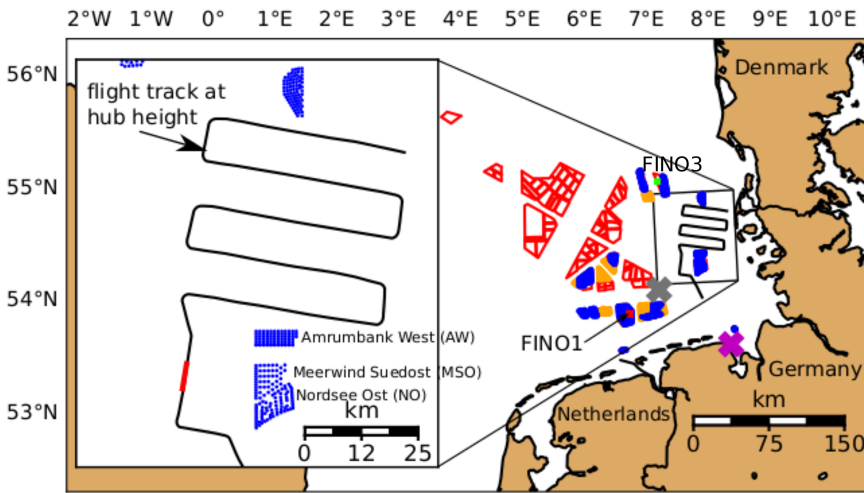 2°W 1°W 0° 1°E 2°E 3°E 4°E 5°E 6°E 7°E 8°E 9°E 10°E
56°N
55°N
54°N
53°N
flight track at
hub height
Amrumbank West (AW)
Meerwind Suedost (MSO)
Nordsee Ost (NO)
km
0 12 25
Denmark
FINO3
FINO1
Germany
Netherlands
km
0 75 150